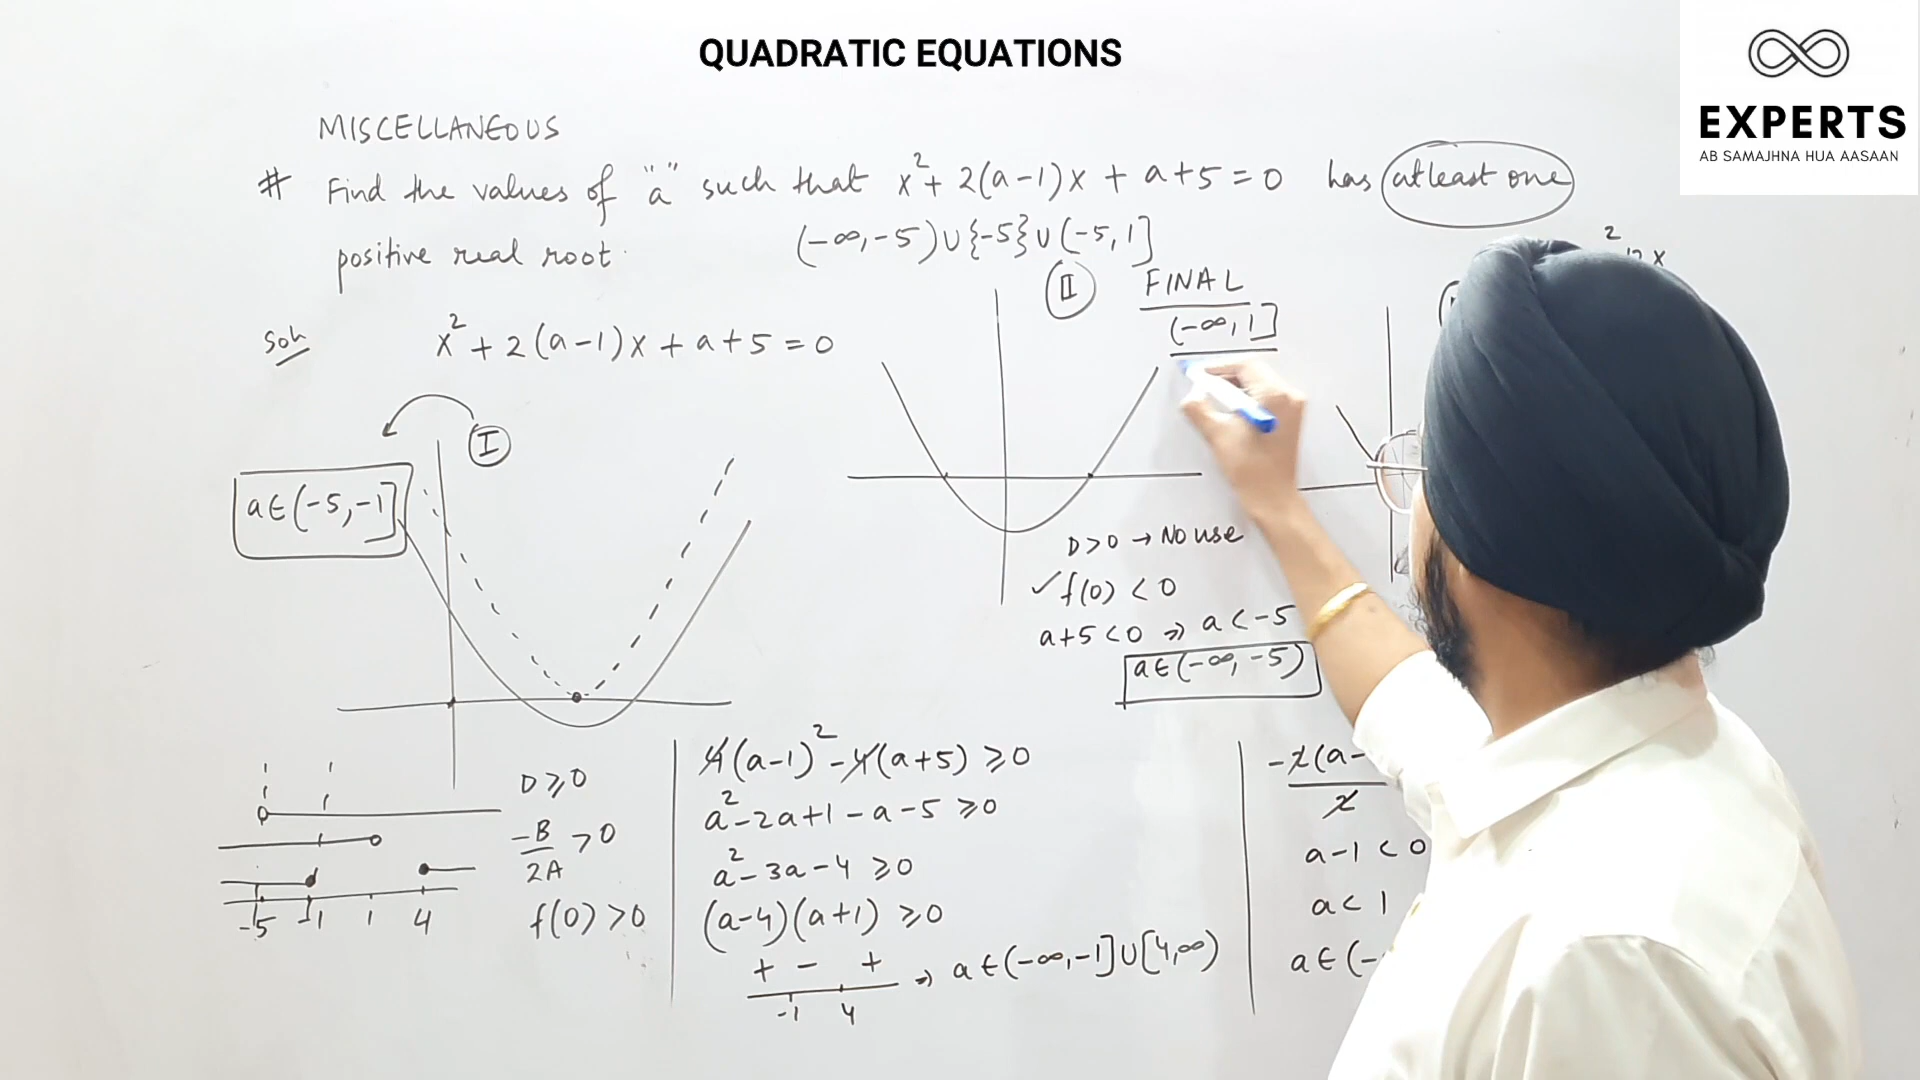 QUADRATIC EQUATIONS
EXPERTS
AB SAMAJHNA HUA AASAAN
MISCELLANEOUS
# Find the values of "a" such that x² + 2(a-1)x + a+5 = 0 has atleast one
positive real root.
(-∞,-5) ∪ {-5} ∪ (-5, 1]
Soln x² + 2(a-1)x + a+5 = 0
II
FINAL
(-∞, 1]
I
a∈(-5,-1]
D>0 → No use
✓ f(0) < 0
a+5<0 ⇒ a<-5
a∈(-∞,-5)
D ≥ 0
-B/2A > 0
f(0) > 0
-5 -1 1 4
4(a-1)² - 4(a+5) ≥ 0
a² - 2a + 1 - a - 5 ≥ 0
a² - 3a - 4 ≥ 0
(a-4)(a+1) ≥ 0
+ - +
-1 4
⇒ a∈(-∞,-1] ∪ [4,∞)
-2(a-
2
a-1 < 0
a < 1
a∈(-